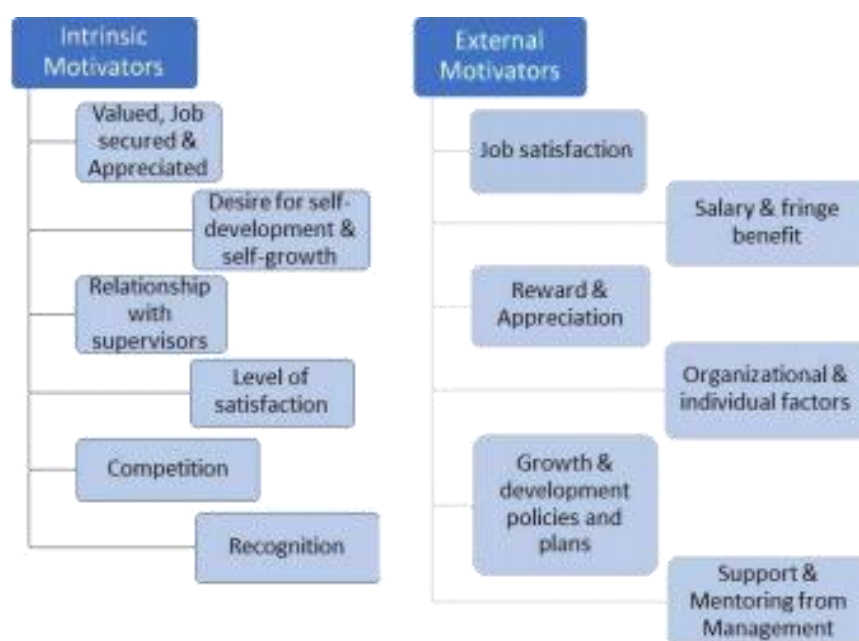 Intrinsic
Motivators
Valued, Job
secured &
Appreciated
Desire for self-
development &
self-growth
Relationship
with
supervisors
Level of
satisfaction
Competition
Recognition
External
Motivators
Job satisfaction
Salary & fringe
benefit
Reward &
Appreciation
Organizational &
individual factors
Growth &
development
policies and
plans
Support &
Mentoring from
Management